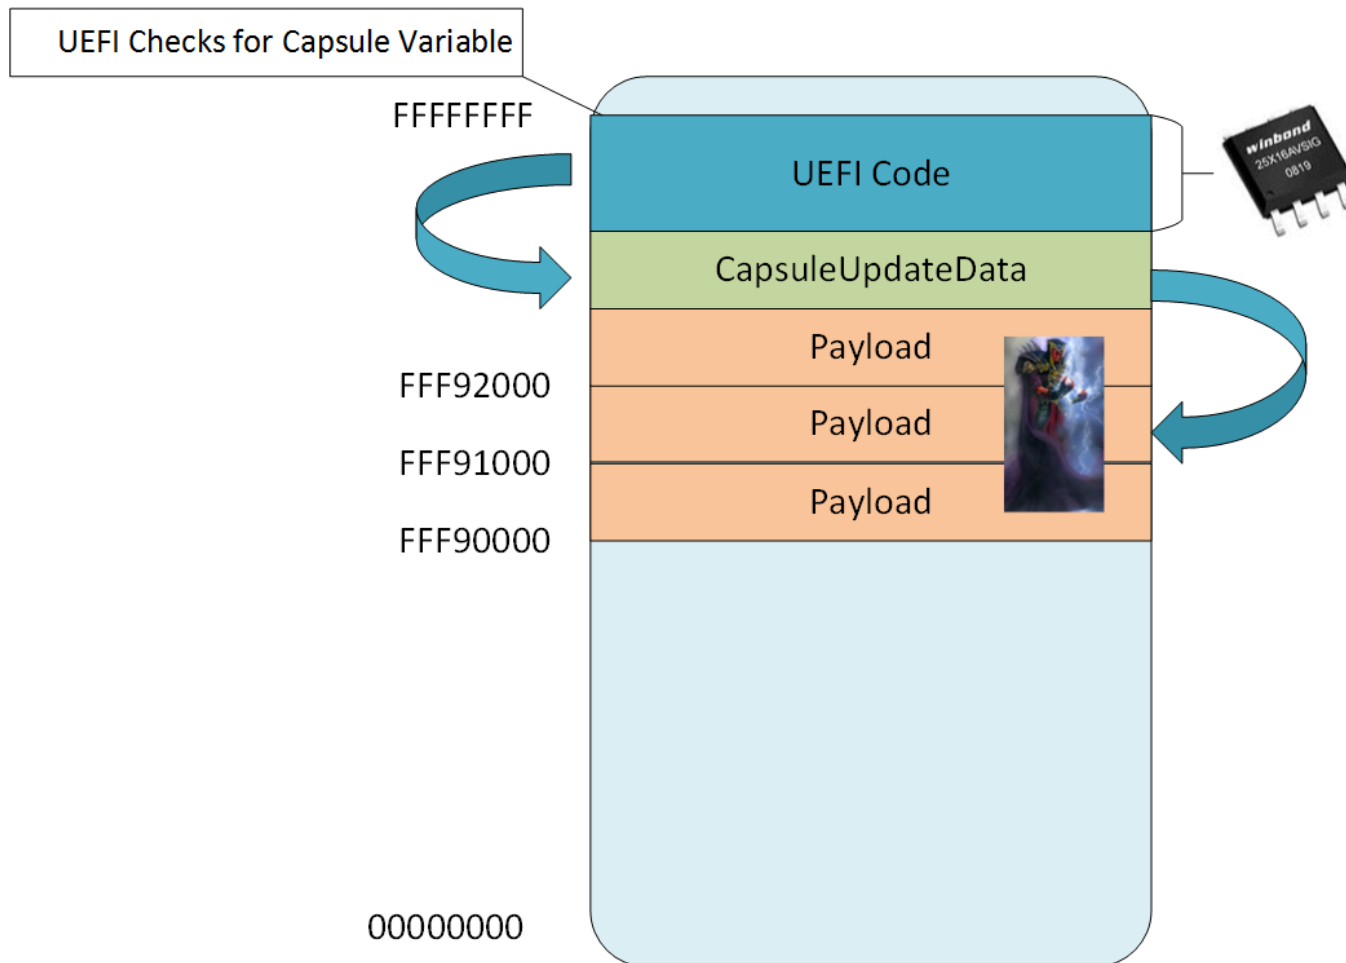 UEFI Checks for Capsule Variable
FFFFFFFF
UEFI Code
winbond
25X16AVSIG
0819
CapsuleUpdateData
Payload
FFF92000
Payload
FFF91000
Payload
FFF90000
00000000